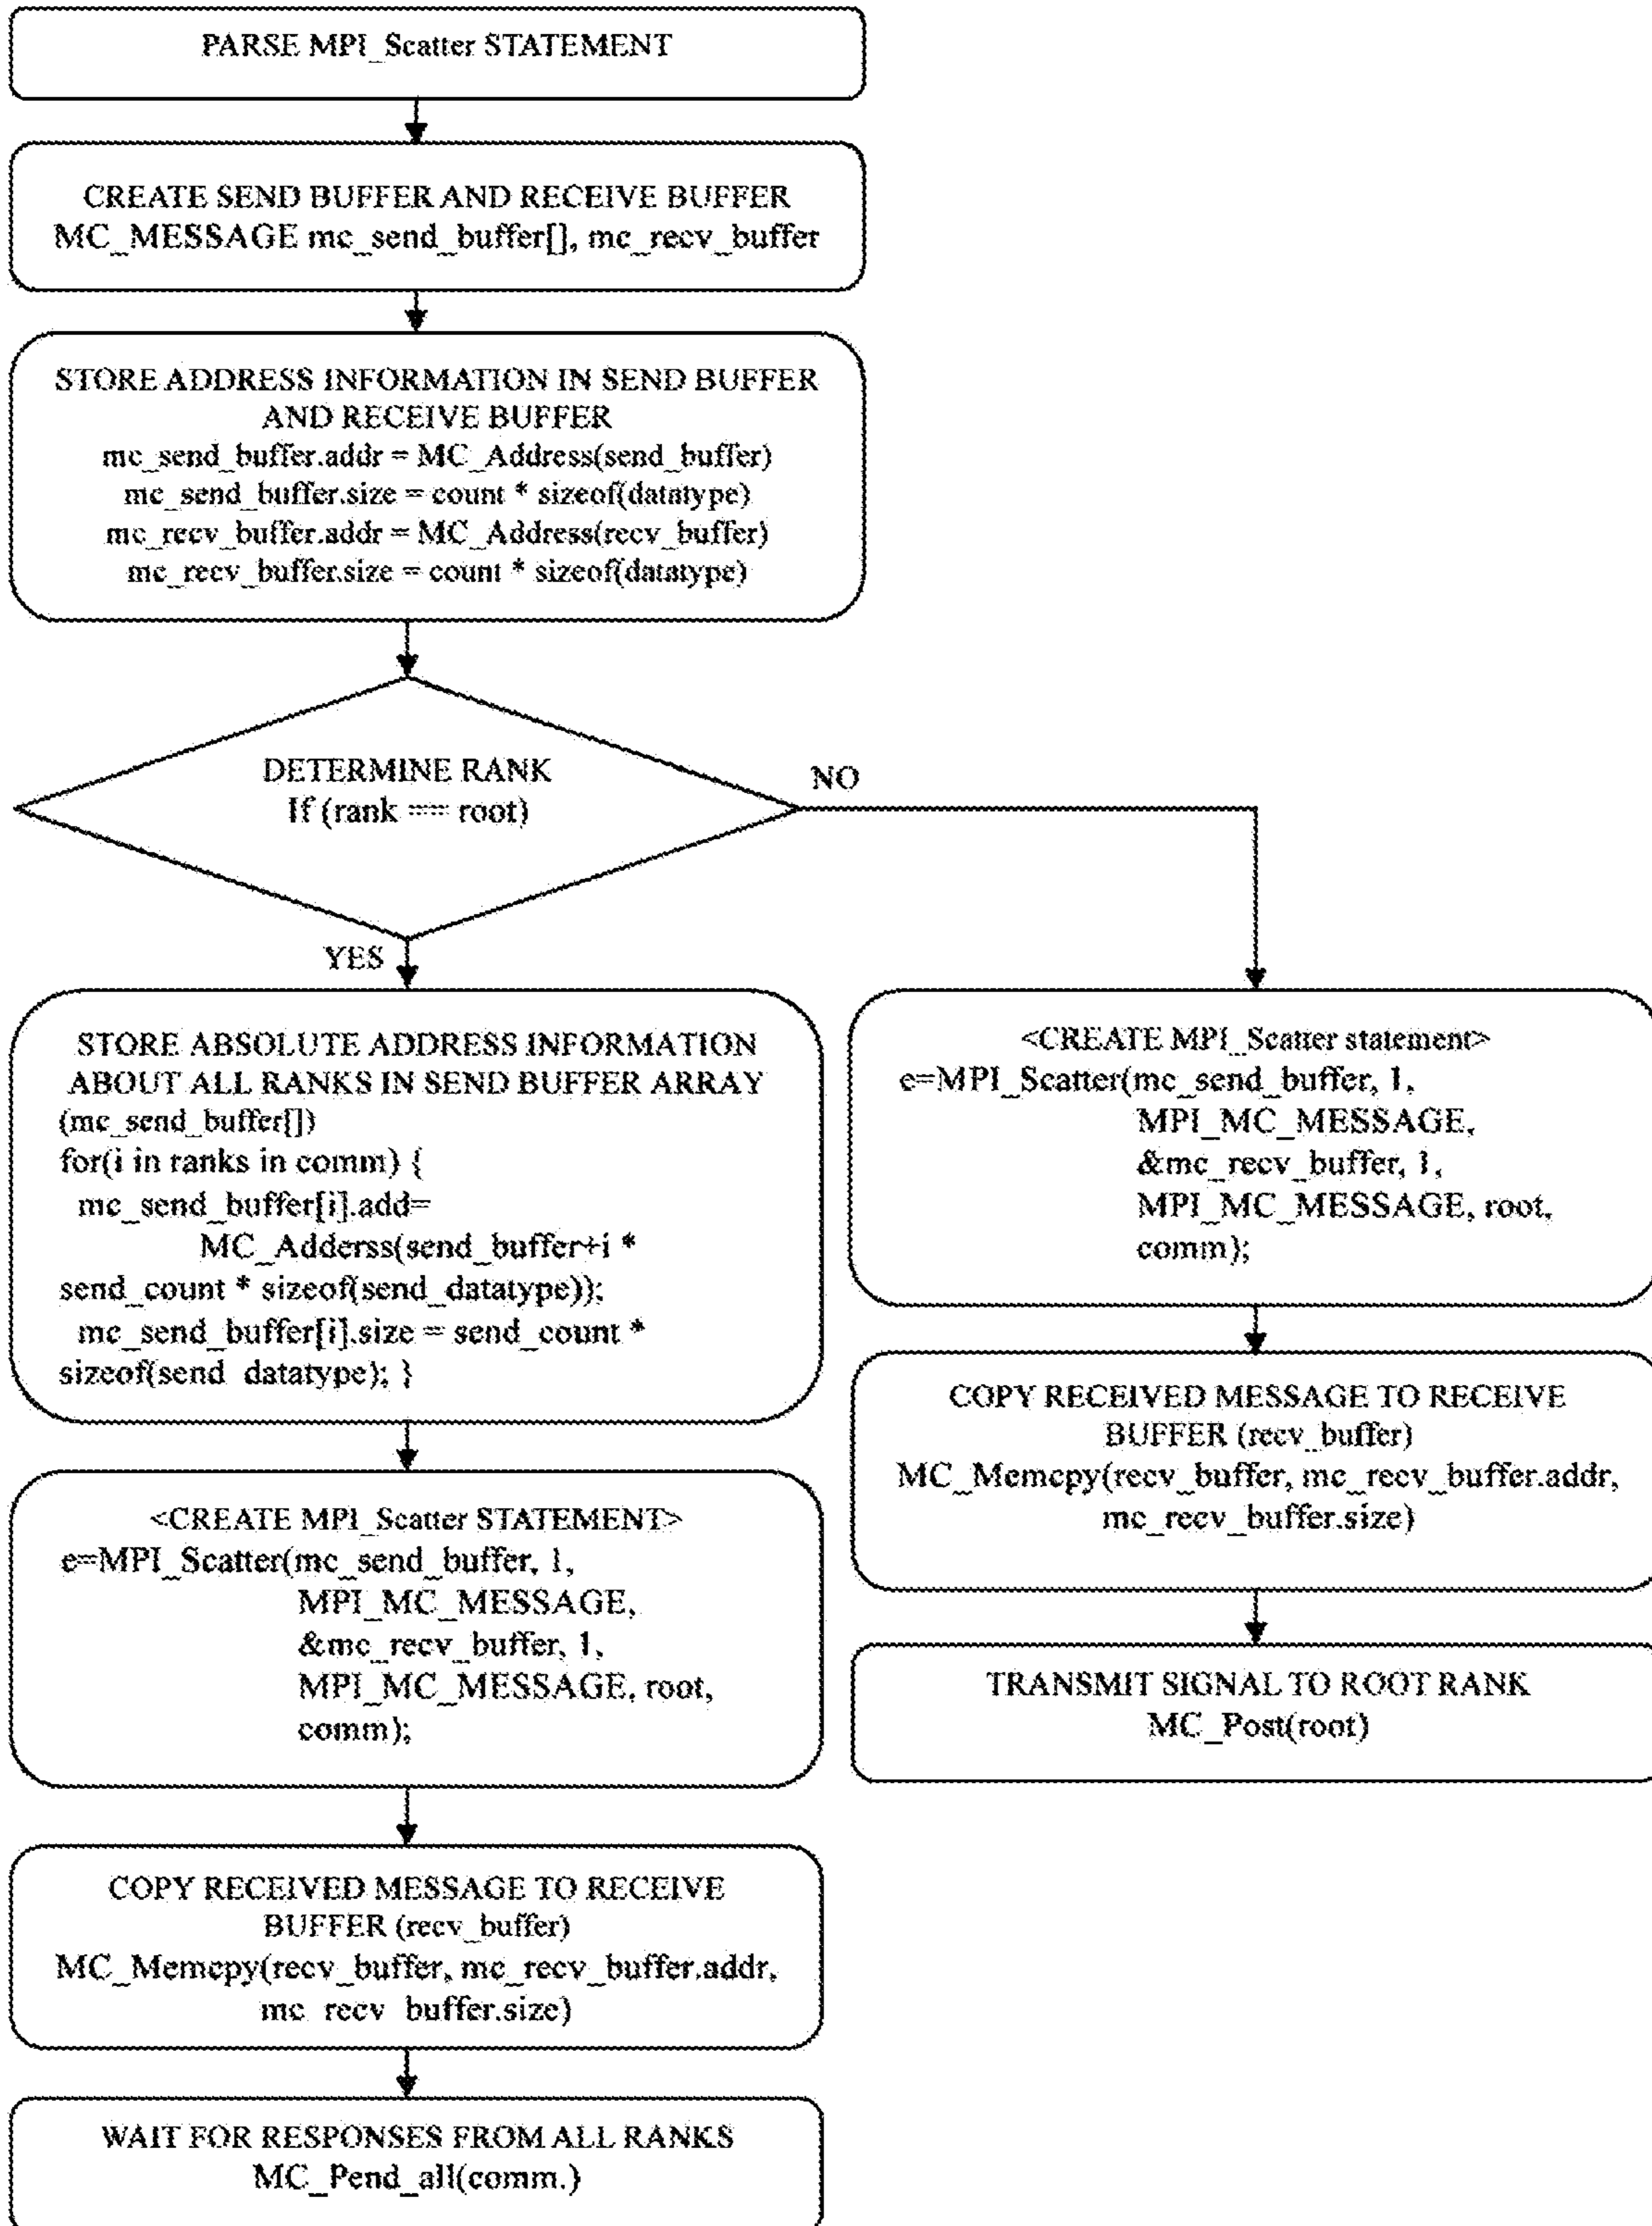 PARSE MPI_Scatter STATEMENT
CREATE SEND BUFFER AND RECEIVE BUFFER
MC_MESSAGE mc_send_buffer[], mc_recv_buffer
STORE ADDRESS INFORMATION IN SEND BUFFER
AND RECEIVE BUFFER
mc_send_buffer.addr = MC_Address(send_buffer)
mc_send_buffer.size = count * sizeof(datatype)
mc_recv_buffer.addr = MC_Address(recv_buffer)
mc_recv_buffer.size = count * sizeof(datatype)
DETERMINE RANK
If (rank == root)
NO
YES
STORE ABSOLUTE ADDRESS INFORMATION
ABOUT ALL RANKS IN SEND BUFFER ARRAY
(mc_send_buffer[])
for(i in ranks in comm) {
mc_send_buffer[i].add=
MC_Adderss(send_buffer+i *
send_count * sizeof(send_datatype));
mc_send_buffer[i].size = send_count *
sizeof(send_datatype); }
<CREATE MPI_Scatter STATEMENT>
e=MPI_Scatter(mc_send_buffer, 1,
MPI_MC_MESSAGE,
&mc_recv_buffer, 1,
MPI_MC_MESSAGE, root,
comm);
COPY RECEIVED MESSAGE TO RECEIVE
BUFFER (recv_buffer)
MC_Memcpy(recv_buffer, mc_recv_buffer.addr,
mc_recv_buffer.size)
WAIT FOR RESPONSES FROM ALL RANKS
MC_Pend_all(comm.)
<CREATE MPI_Scatter statement>
e=MPI_Scatter(mc_send_buffer, 1,
MPI_MC_MESSAGE,
&mc_recv_buffer, 1,
MPI_MC_MESSAGE, root,
comm);
COPY RECEIVED MESSAGE TO RECEIVE
BUFFER (recv_buffer)
MC_Memcpy(recv_buffer, mc_recv_buffer.addr,
mc_recv_buffer.size)
TRANSMIT SIGNAL TO ROOT RANK
MC_Post(root)